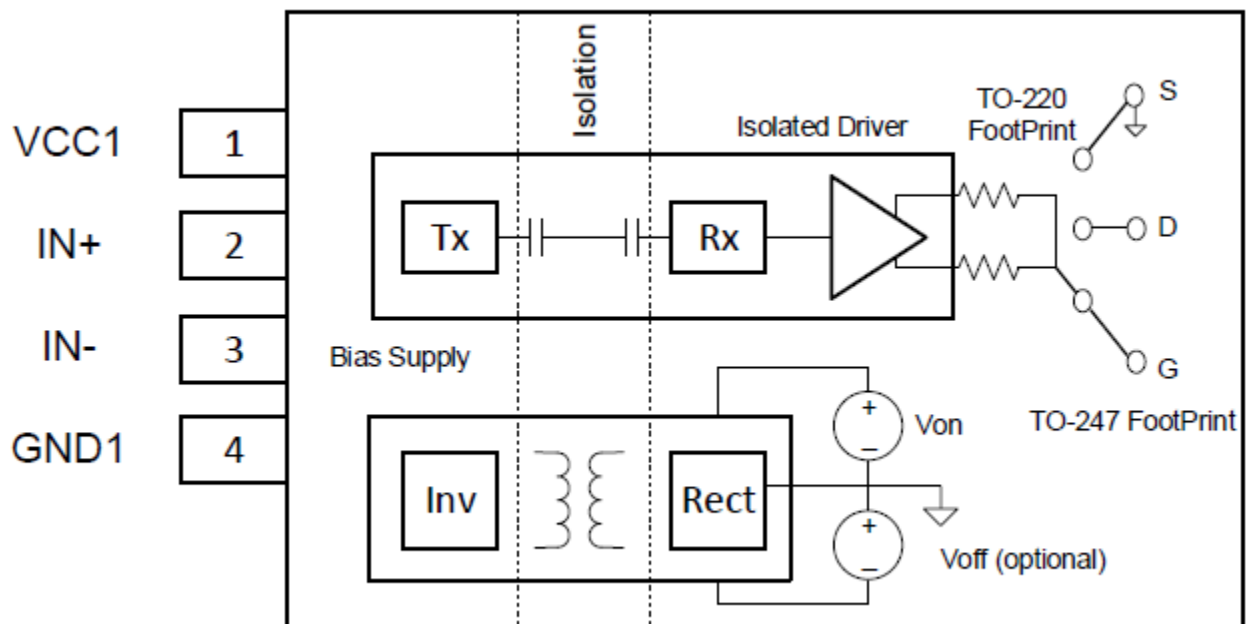 VCC1
1
IN+
2
IN-
3
GND1
4
Isolation
Isolated Driver
Tx
Rx
TO-220
FootPrint
S
D
G
TO-247 FootPrint
Bias Supply
Inv
Rect
+
Von
–
+
Voff (optional)
–